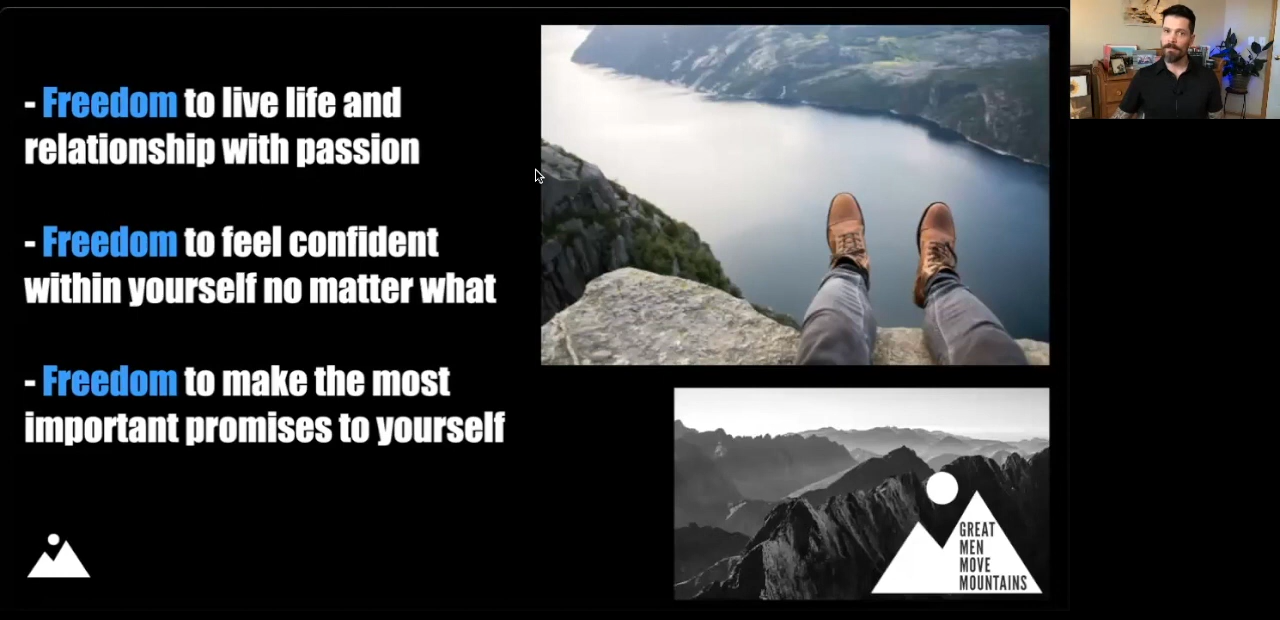 - Freedom to live life and
relationship with passion
- Freedom to feel confident
within yourself no matter what
- Freedom to make the most
important promises to yourself
GREAT
MEN
MOVE
MOUNTAINS